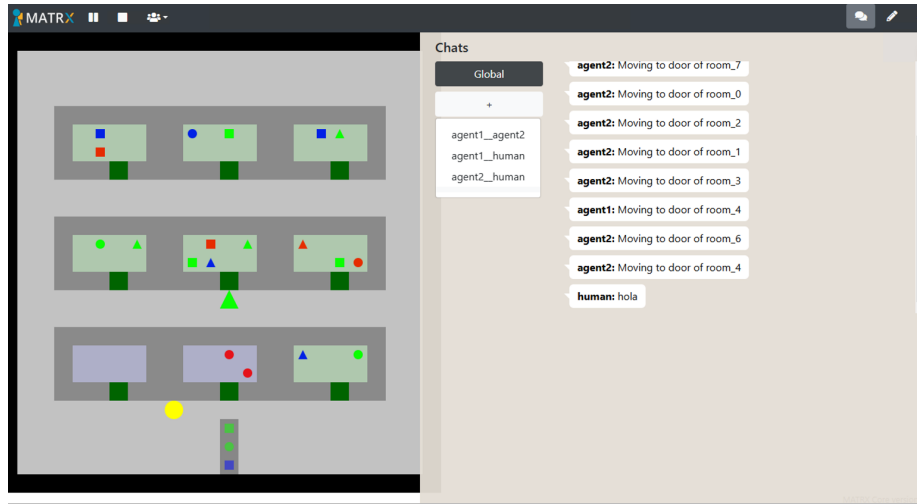 MATRX
Chats
Global
+
agent1__agent2
agent1__human
agent2__human
agent2: Moving to door of room_7
agent2: Moving to door of room_0
agent2: Moving to door of room_2
agent2: Moving to door of room_1
agent2: Moving to door of room_3
agent1: Moving to door of room_4
agent2: Moving to door of room_6
agent2: Moving to door of room_4
human: hola